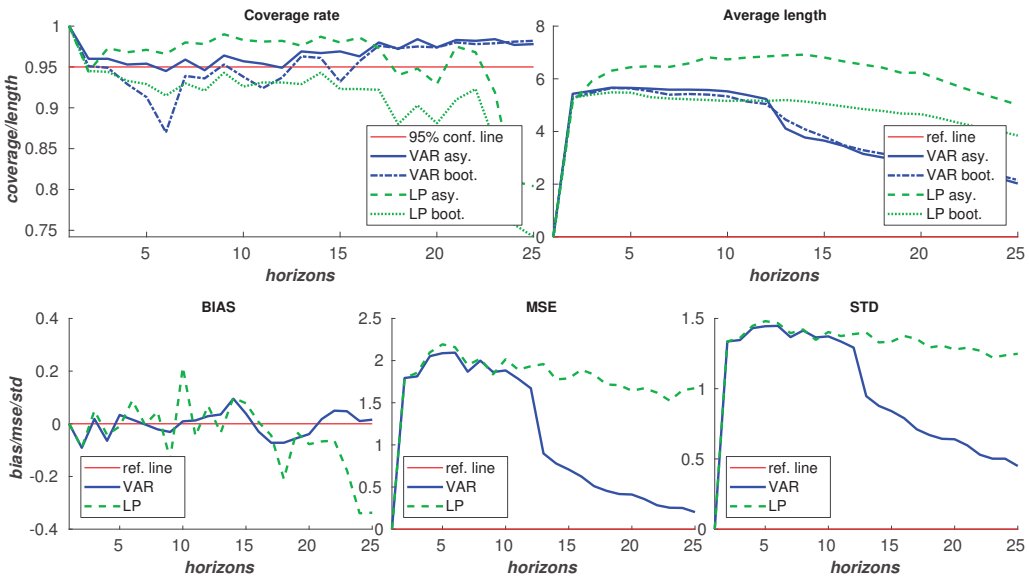 Coverage rate
coverage/length
1
0.95
0.9
0.85
0.8
0.75
5 10 15 20 25
horizons
95% conf. line
VAR asy.
VAR boot.
LP asy.
LP boot.
Average length
8
6
4
2
0
5 10 15 20 25
horizons
ref. line
VAR asy.
VAR boot.
LP asy.
LP boot.
BIAS
bias/mse/std
0.4
0.2
0
-0.2
-0.4
5 10 15 20 25
horizons
ref. line
VAR
LP
MSE
2.5
2
1.5
1
0.5
0
5 10 15 20 25
horizons
ref. line
VAR
LP
STD
1.5
1
0.5
0
5 10 15 20 25
horizons
ref. line
VAR
LP